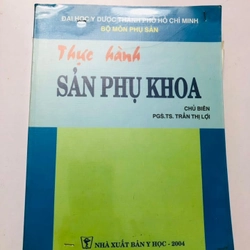 ĐẠI HỌC Y DƯỢC THÀNH PHỐ HỒ CHÍ MINH
BỘ MÔN PHỤ SẢN
Thực hành
SẢN PHỤ KHOA
CHỦ BIÊN
PGS.TS. TRẦN THỊ LỢI
NHÀ XUẤT BẢN Y HỌC - 2004